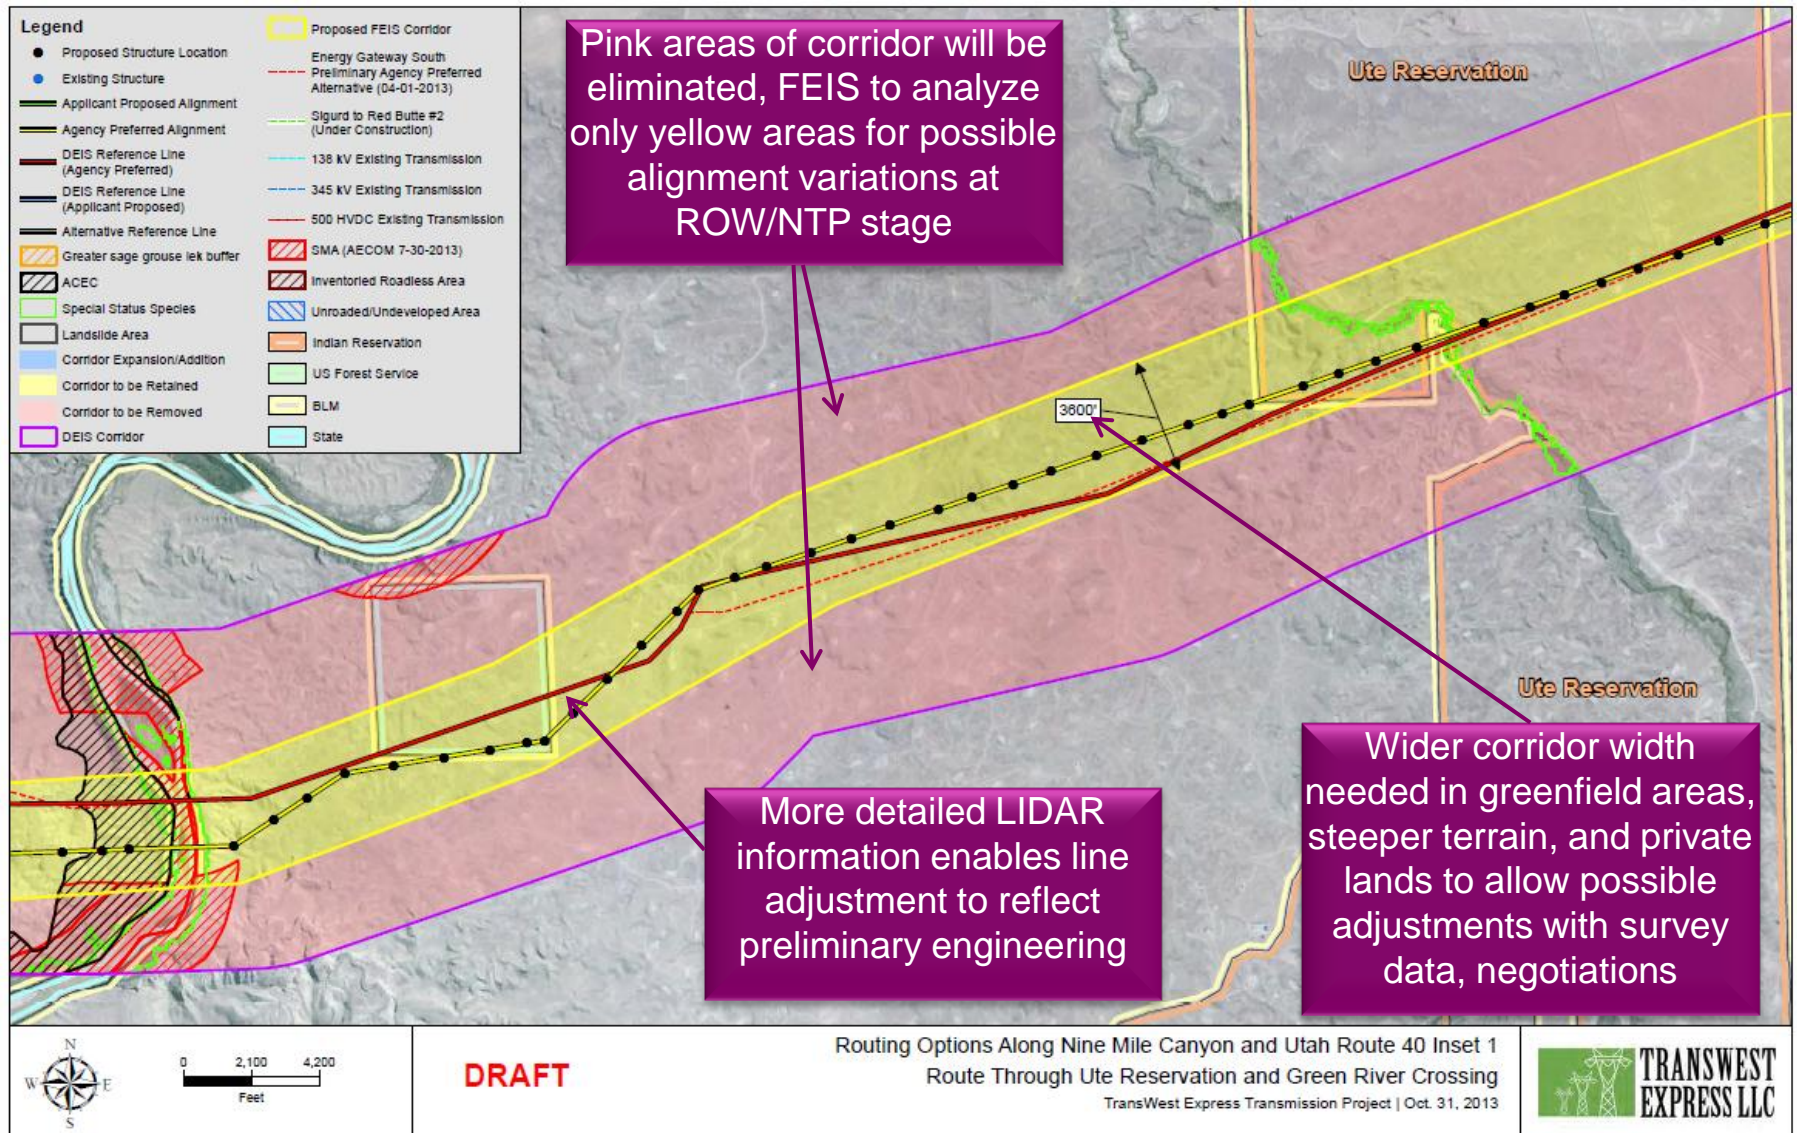 Legend
Proposed Structure Location
Existing Structure
Applicant Proposed Alignment
Agency Preferred Alignment
DEIS Reference Line
(Agency Preferred)
DEIS Reference Line
(Applicant Proposed)
Alternative Reference Line
Greater sage grouse lek buffer
ACEC
Special Status Species
Landslide Area
Corridor Expansion/Addition
Corridor to be Retained
Corridor to be Removed
DEIS Corridor
Proposed FEIS Corridor
Energy Gateway South
Preliminary Agency Preferred
Alternative (04-01-2013)
Sigurd to Red Butte #2
(Under Construction)
138 kV Existing Transmission
345 kV Existing Transmission
500 HVDC Existing Transmission
SMA (AECOM 7-30-2013)
Inventoried Roadless Area
Unroaded/Undeveloped Area
Indian Reservation
US Forest Service
BLM
State
Pink areas of corridor will be
eliminated, FEIS to analyze
only yellow areas for possible
alignment variations at
ROW/NTP stage
Ute Reservation
3600'
Ute Reservation
More detailed LIDAR
information enables line
adjustment to reflect
preliminary engineering
Wider corridor width
needed in greenfield areas,
steeper terrain, and private
lands to allow possible
adjustments with survey
data, negotiations
N
W E
S
0 2,100 4,200
Feet
DRAFT
Routing Options Along Nine Mile Canyon and Utah Route 40 Inset 1
Route Through Ute Reservation and Green River Crossing
TransWest Express Transmission Project | Oct. 31, 2013
TRANSWEST
EXPRESS LLC